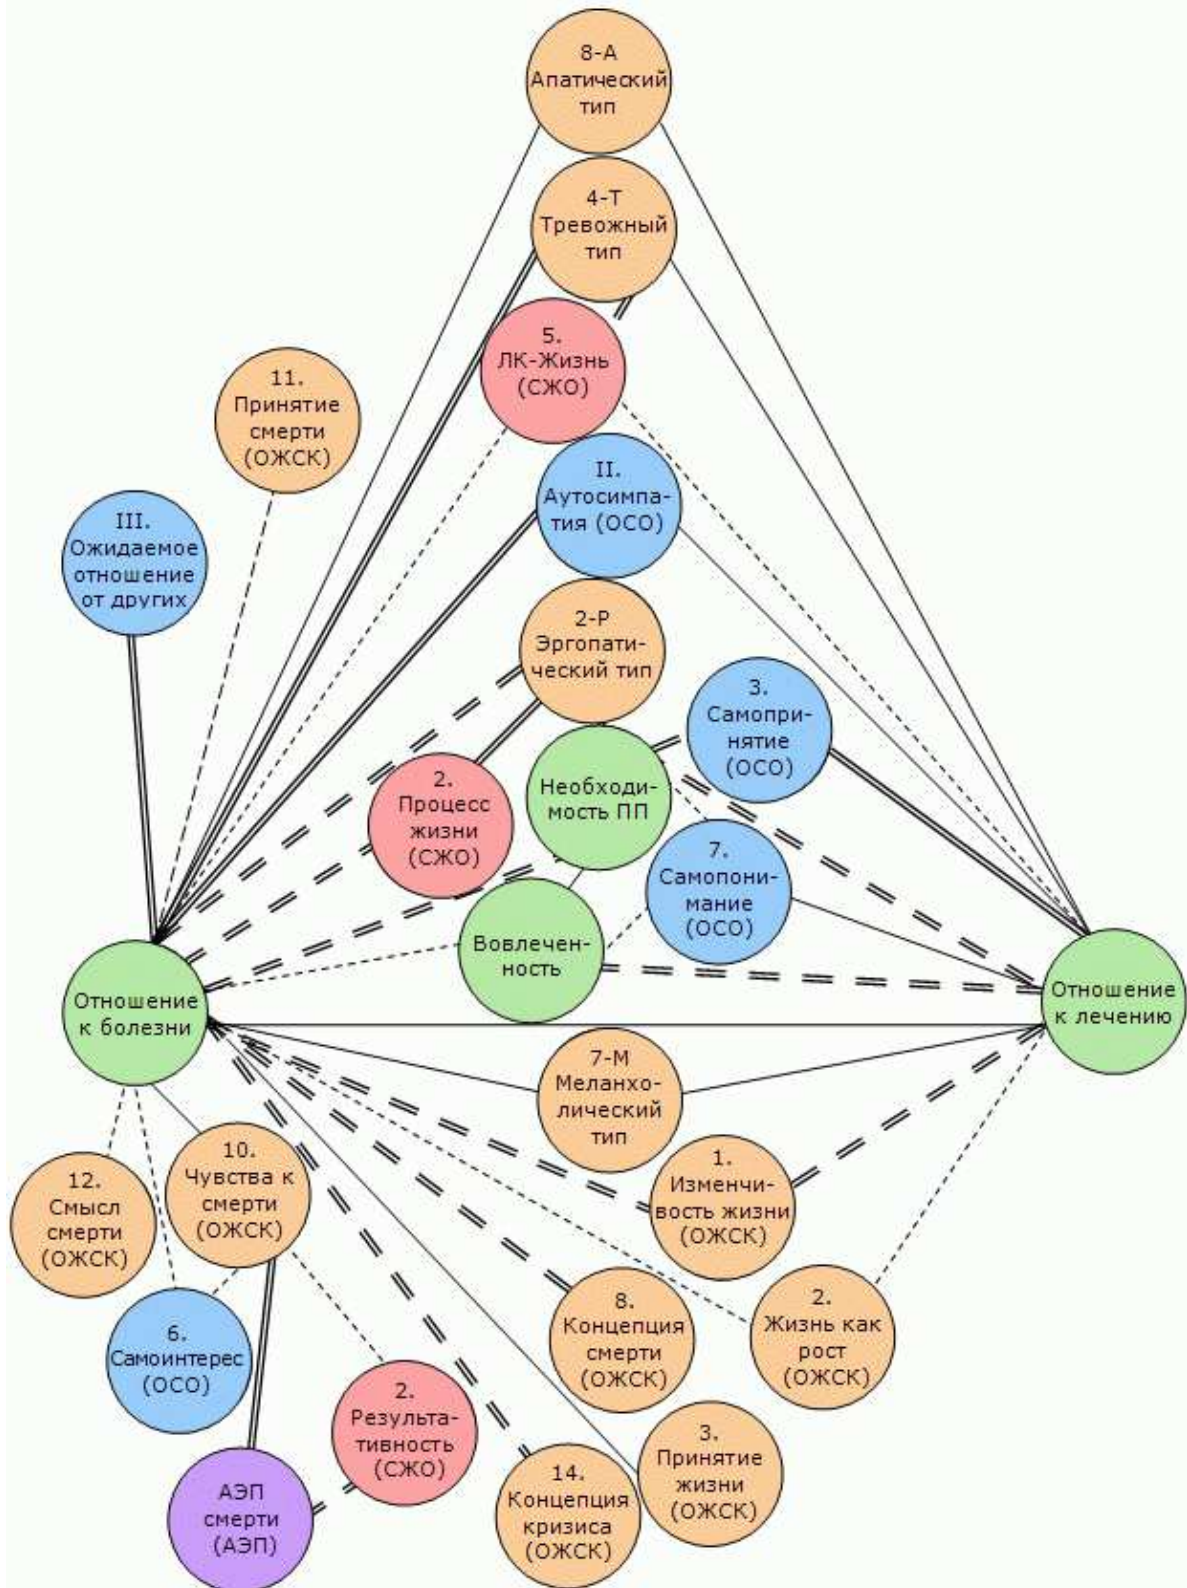 8-А
Апатический
тип
4-Т
Тревожный
тип
5.
ЛК-Жизнь
(СЖО)
11.
Принятие
смерти
(ОЖСК)
II.
Аутосимпа-
тия (ОСО)
III.
Ожидаемое
отношение
от других
2-Р
Эргопати-
ческий тип
3.
Самопри-
нятие
(ОСО)
2.
Процесс
жизни
(СЖО)
Необходи-
мость ПП
7.
Самопони-
мание
(ОСО)
Вовлечен-
ность
Отношение
к болезни
Отношение
к лечению
7-М
Меланхо-
лический
тип
10.
Чувства к
смерти
(ОЖСК)
1.
Изменчи-
вость жизни
(ОЖСК)
12.
Смысл
смерти
(ОЖСК)
8.
Концепция
смерти
(ОЖСК)
2.
Жизнь как
рост
(ОЖСК)
6.
Самоинтерес
(ОСО)
2.
Результа-
тивность
(СЖО)
3.
Принятие
жизни
(ОЖСК)
14.
Концепция
кризиса
(ОЖСК)
АЭП
смерти
(АЭП)